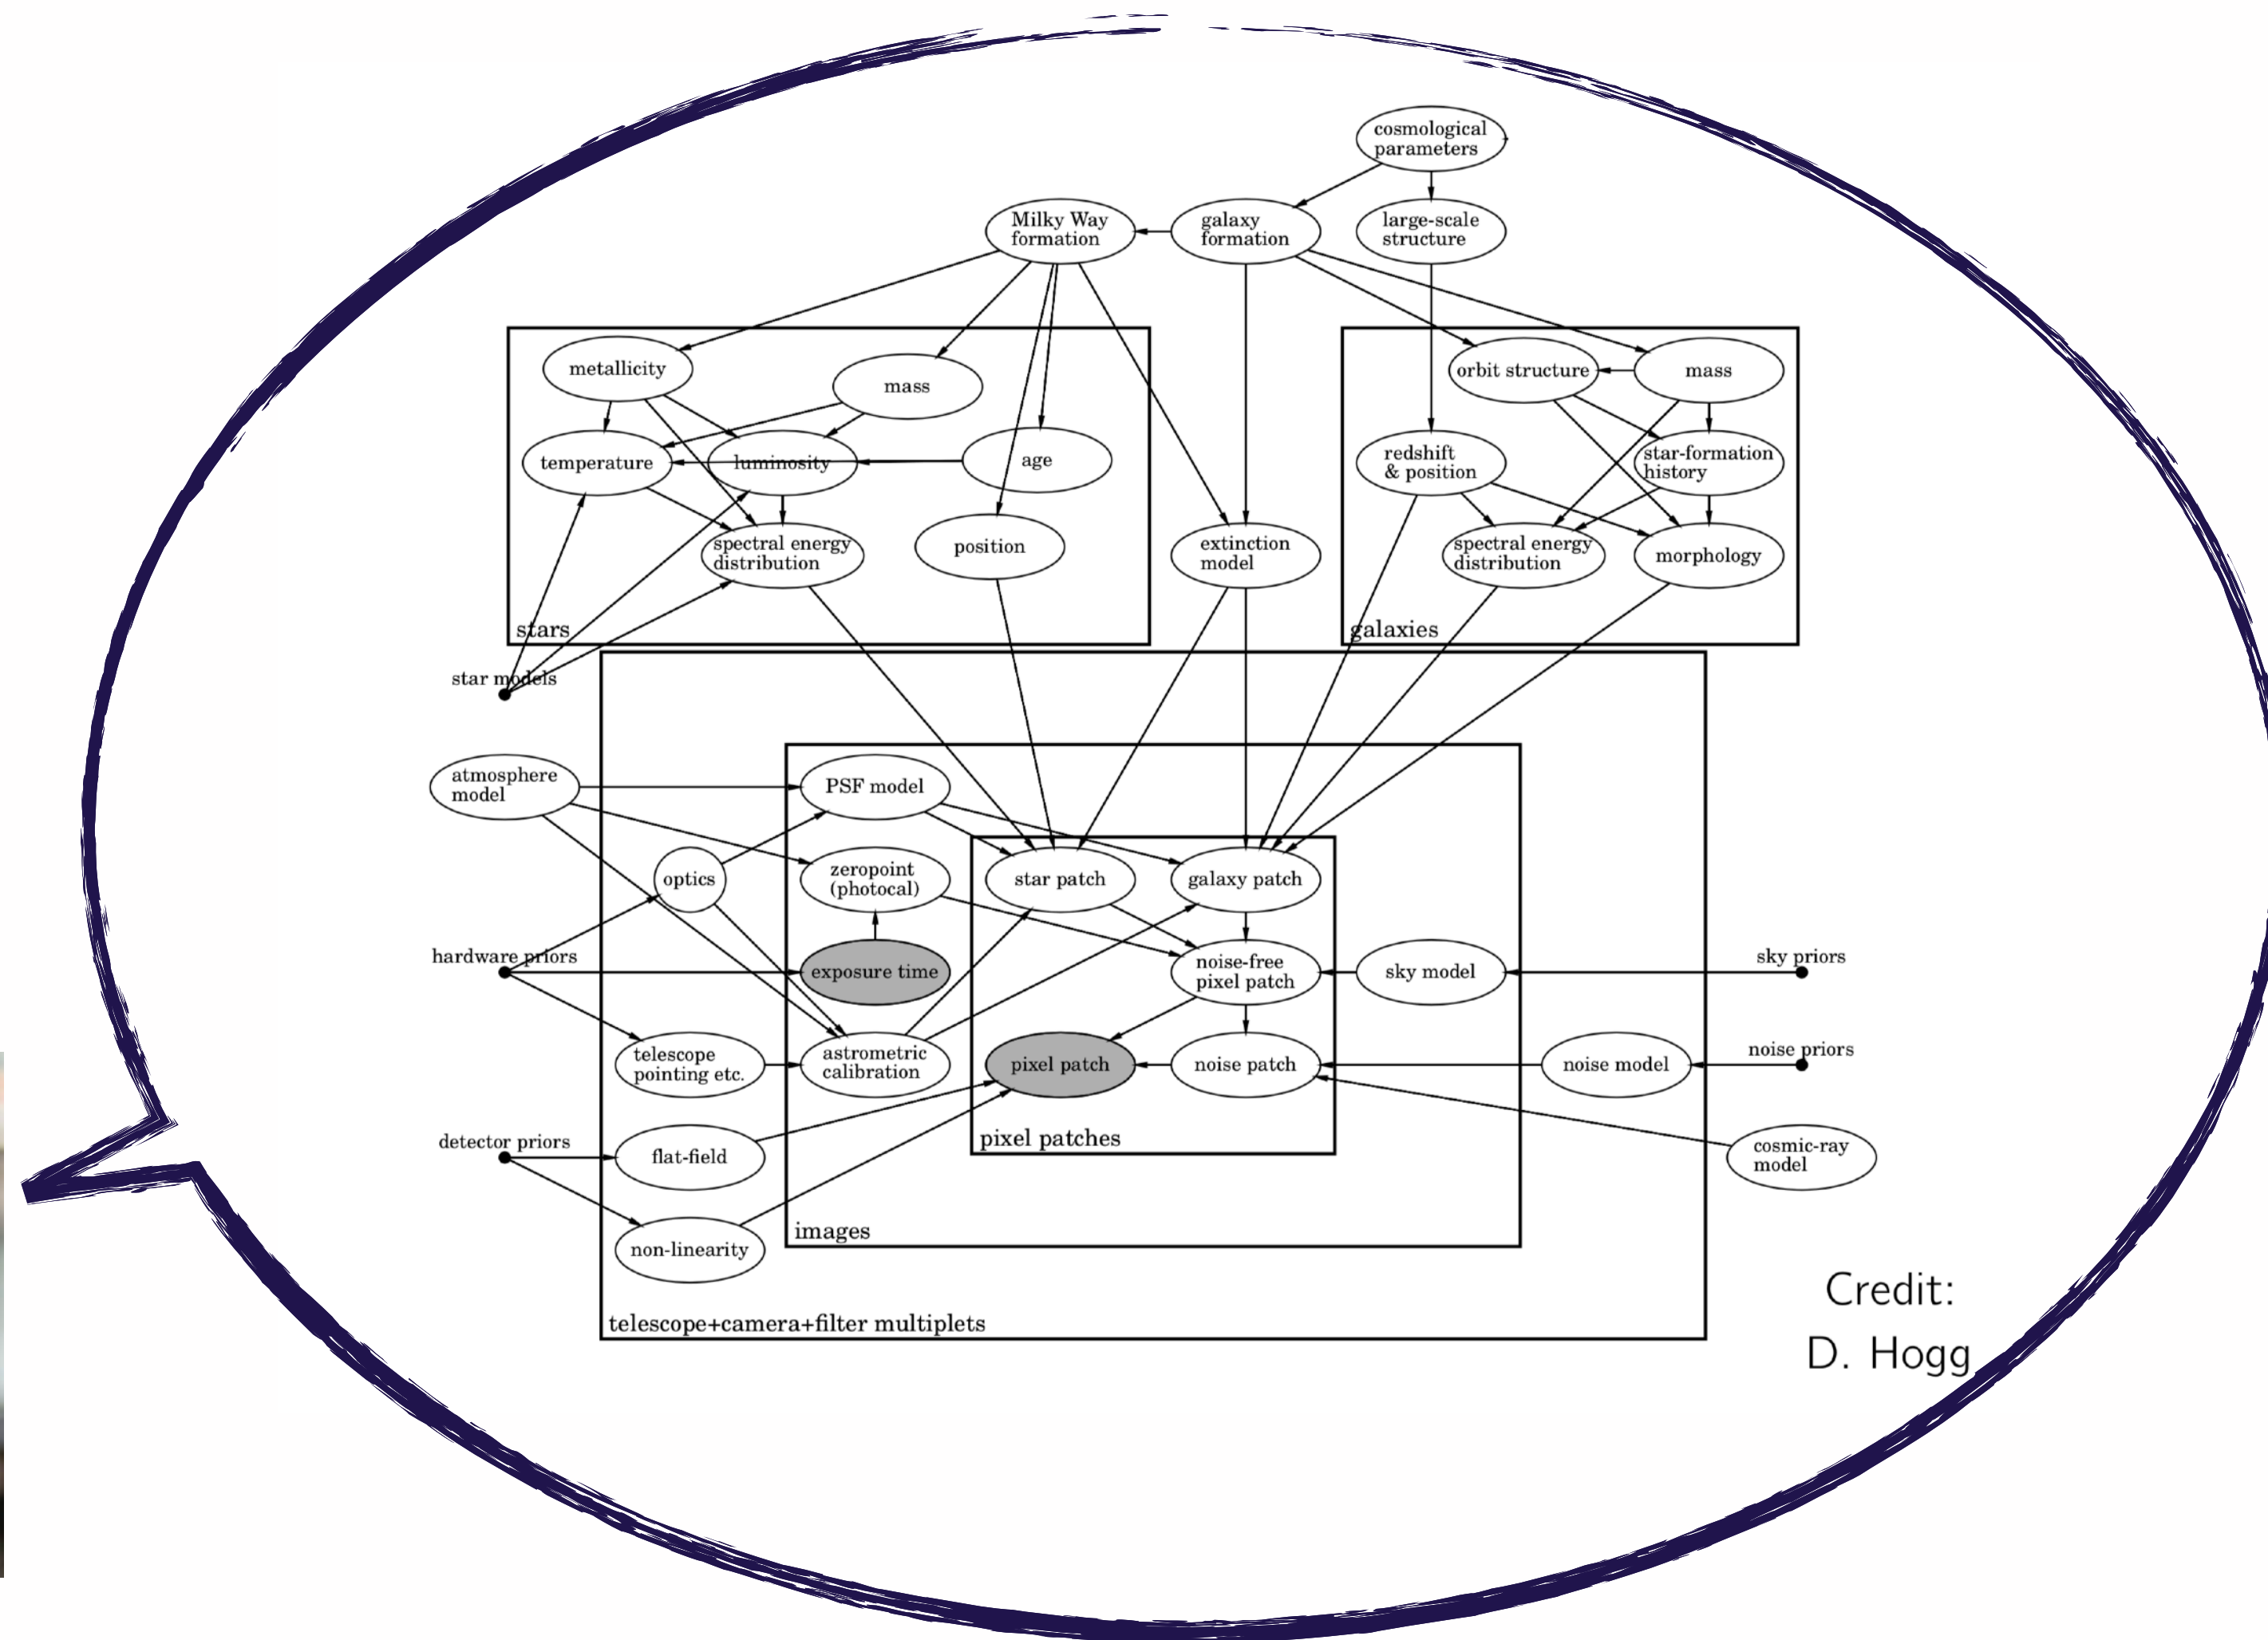 cosmological
parameters
Milky Way
formation
galaxy
formation
large-scale
structure
metallicity
mass
orbit structure
mass
temperature
luminosity
age
redshift
& position
star-formation
history
spectral energy
distribution
position
extinction
model
spectral energy
distribution
morphology
stars
galaxies
star models
atmosphere
model
PSF model
optics
zeropoint
(photocal)
star patch
galaxy patch
hardware priors
exposure time
noise-free
pixel patch
sky model
sky priors
telescope
pointing etc.
astrometric
calibration
pixel patch
noise patch
noise model
noise priors
detector priors
flat-field
pixel patches
cosmic-ray
model
non-linearity
images
telescope+camera+filter multiplets
Credit:
D. Hogg